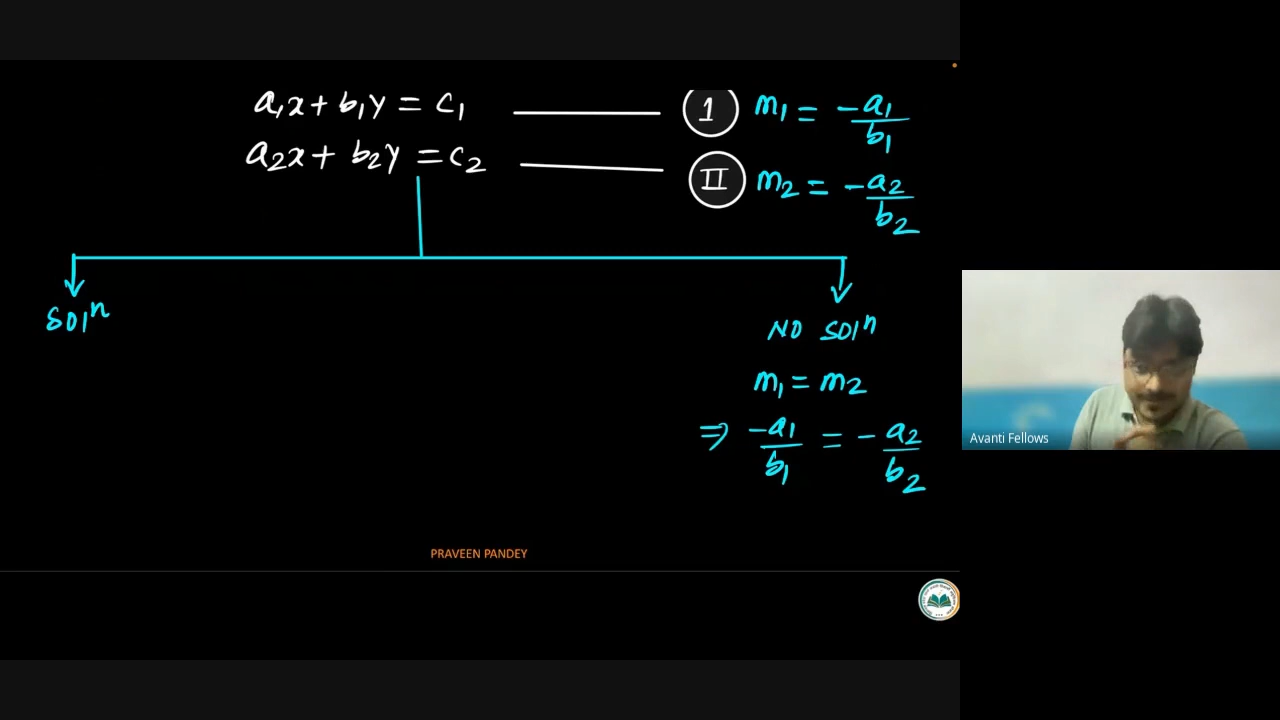 a₁x + b₁y = c₁ ——— I m₁ = -a₁/b₁
a₂x + b₂y = c₂ ——— II m₂ = -a₂/b₂
Solⁿ
NO Solⁿ
m₁ = m₂
⇒ -a₁/b₁ = -a₂/b₂
Avanti Fellows
PRAVEEN PANDEY